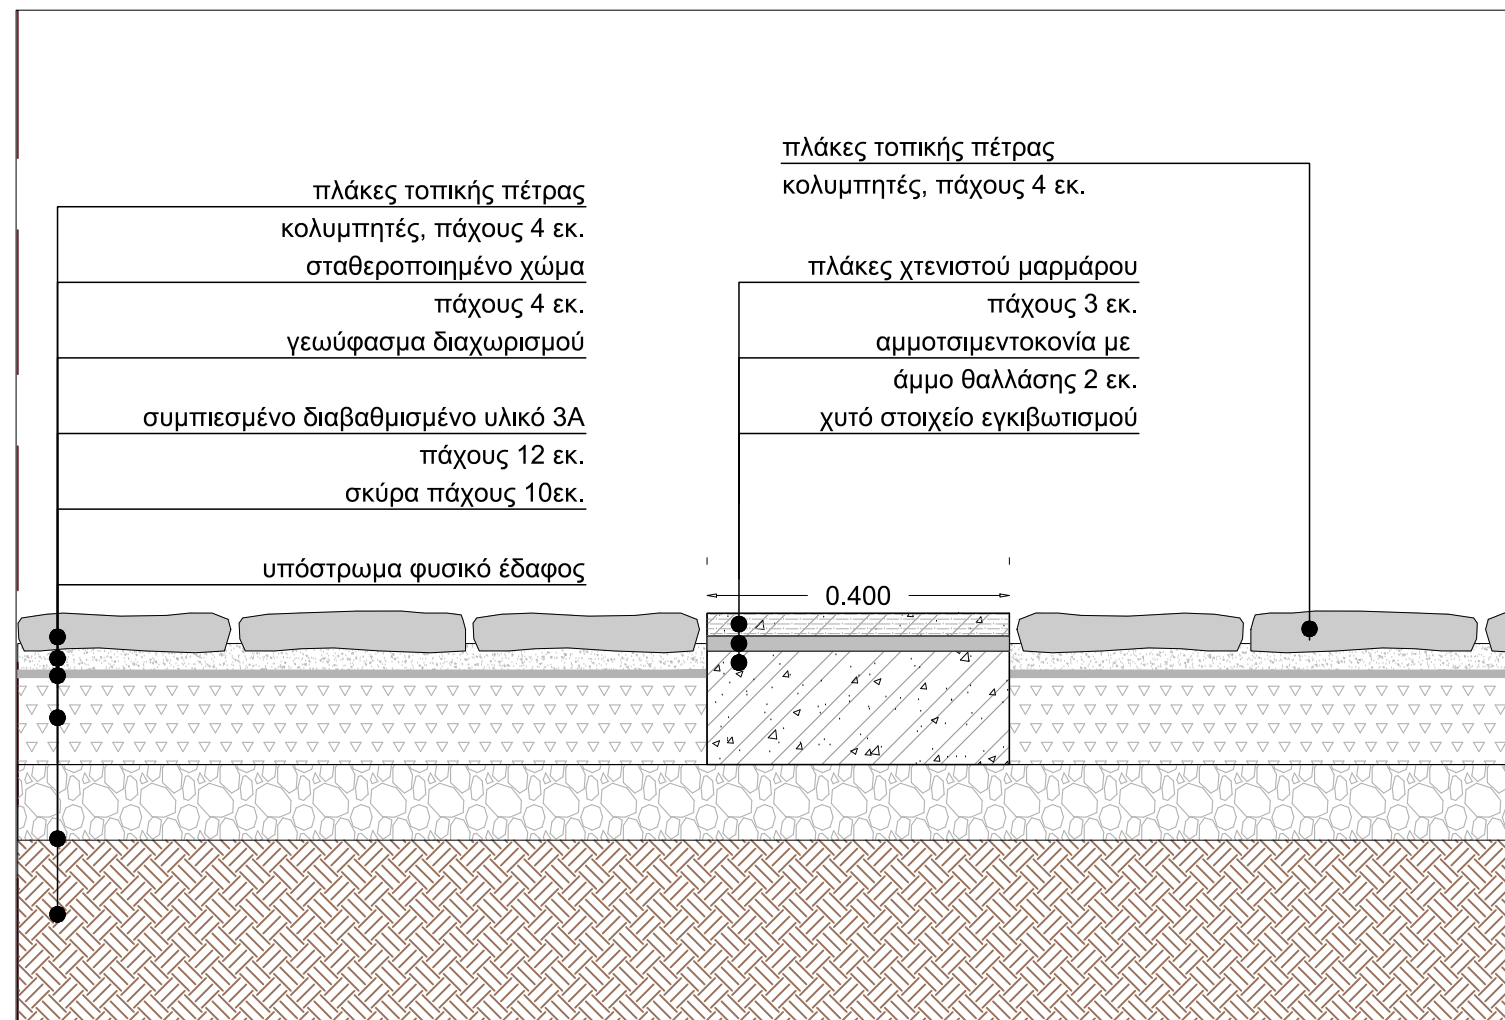 πλάκες τοπικής πέτρας
κολυμπητές, πάχους 4 εκ.
σταθεροποιημένο χώμα
πάχους 4 εκ.
γεωύφασμα διαχωρισμού
συμπιεσμένο διαβαθμισμένο υλικό 3Α
πάχους 12 εκ.
σκύρα πάχους 10εκ.
υπόστρωμα φυσικό έδαφος
πλάκες τοπικής πέτρας
κολυμπητές, πάχους 4 εκ.
πλάκες χτενιστού μαρμάρου
πάχους 3 εκ.
αμμοτσιμεντοκονία με
άμμο θαλλάσης 2 εκ.
χυτό στοιχείο εγκιβωτισμού
0.400